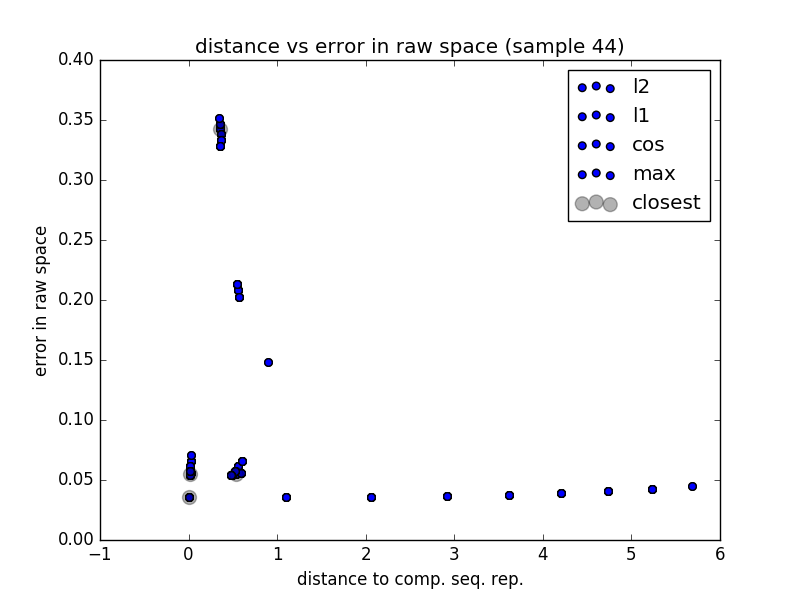 distance vs error in raw space (sample 44)
0.40
0.35
0.30
0.25
0.20
0.15
0.10
0.05
0.00
error in raw space
l2
l1
cos
max
closest
−1 0 1 2 3 4 5 6
distance to comp. seq. rep.